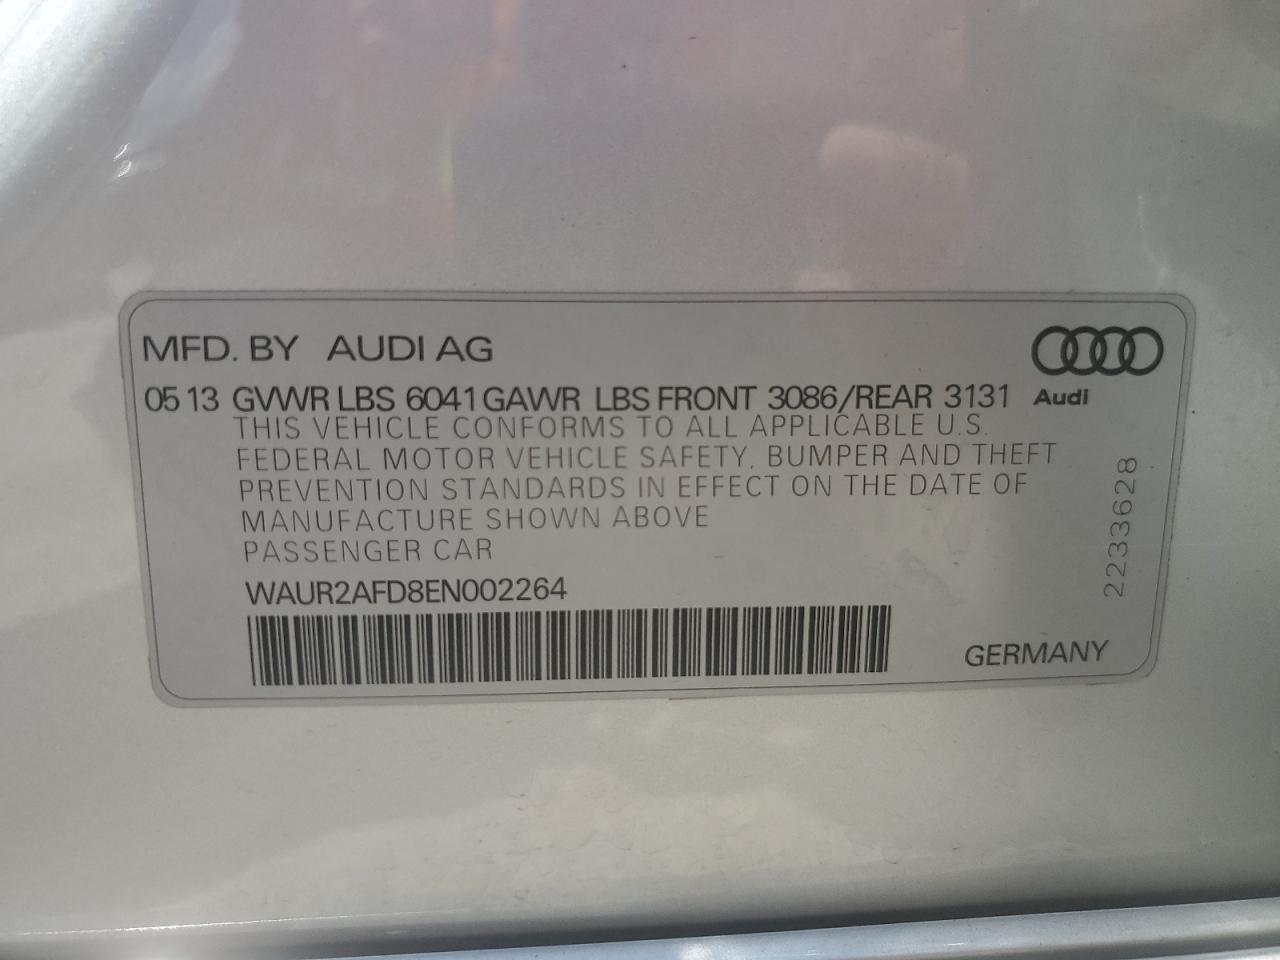 MFD. BY AUDI AG
05 13 GVWR LBS 6041 GAWR LBS FRONT 3086/REAR 3131
Audi
THIS VEHICLE CONFORMS TO ALL APPLICABLE U.S.
FEDERAL MOTOR VEHICLE SAFETY, BUMPER AND THEFT
PREVENTION STANDARDS IN EFFECT ON THE DATE OF
MANUFACTURE SHOWN ABOVE
PASSENGER CAR
WAUR2AFD8EN002264
GERMANY
2233628